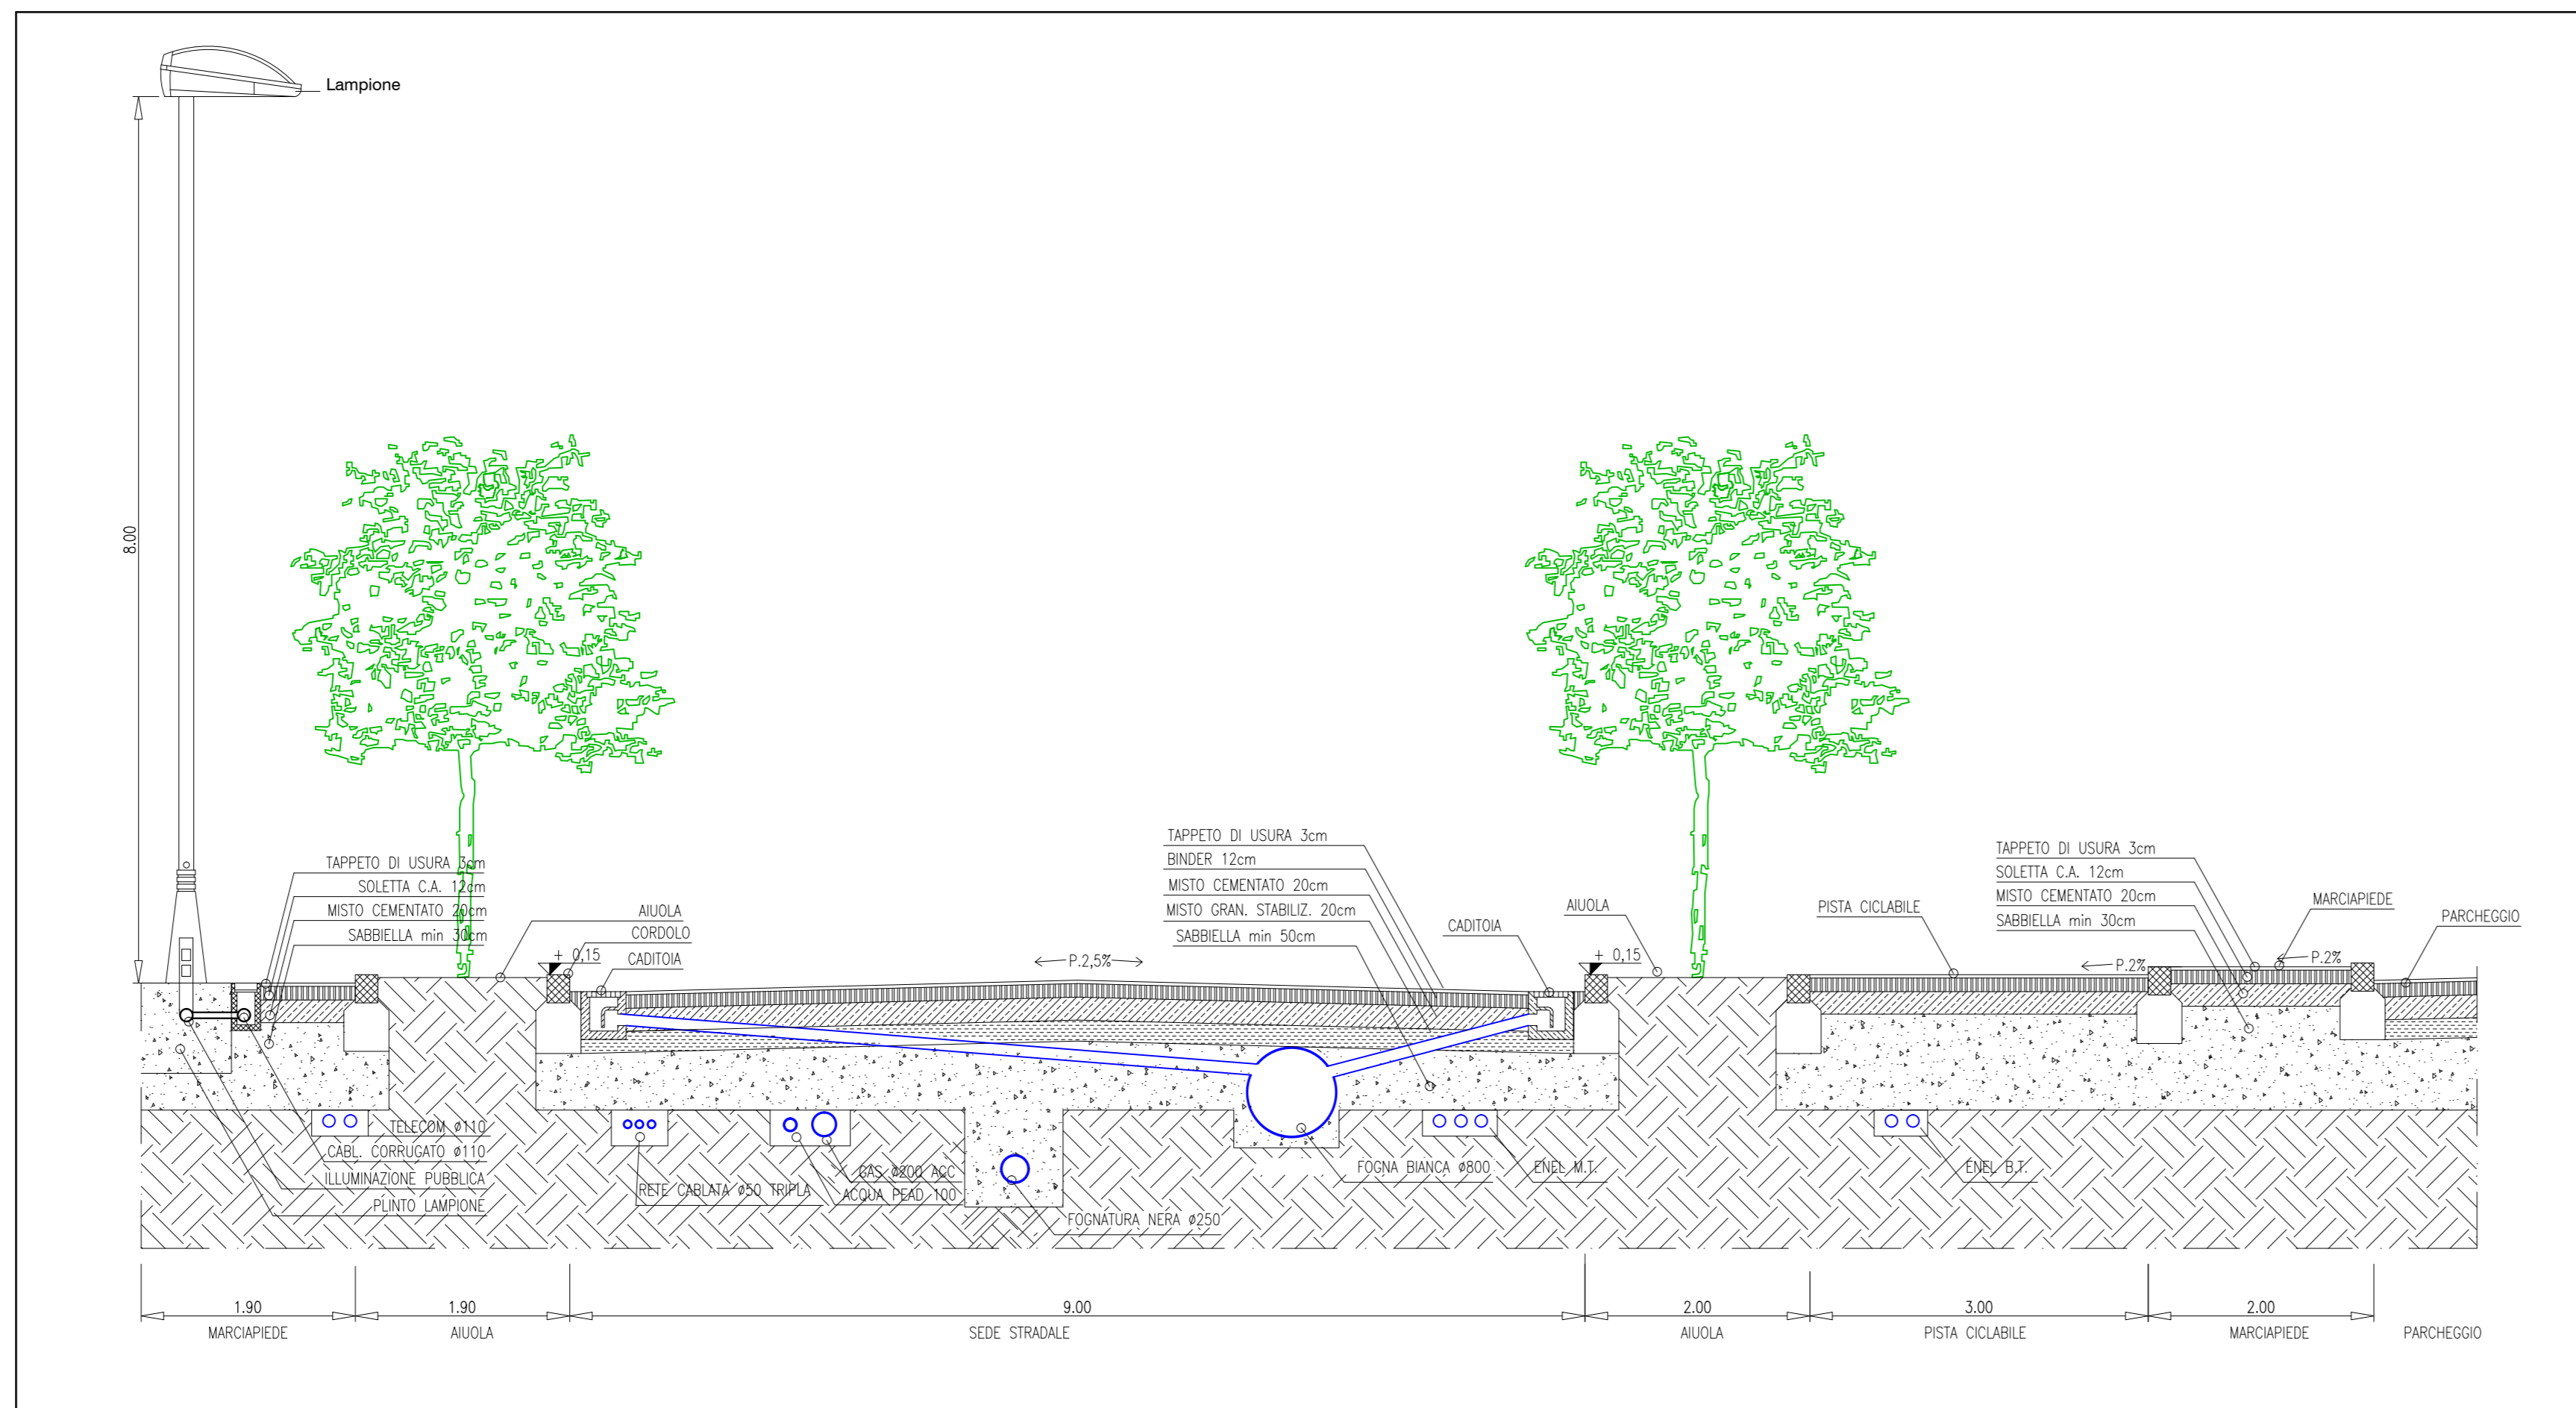 Lampione
8.00
TAPPETO DI USURA 3cm
SOLETTA C.A. 12cm
MISTO CEMENTATO 20cm
SABBIELLA min 30cm
AIUOLA
CORDOLO
+ 0,15
CADITOIA
P.2,5%
TAPPETO DI USURA 3cm
BINDER 12cm
MISTO CEMENTATO 20cm
MISTO GRAN. STABILIZ. 20cm
SABBIELLA min 50cm
CADITOIA
AIUOLA
+ 0,15
PISTA CICLABILE
P.2%
TAPPETO DI USURA 3cm
SOLETTA C.A. 12cm
MISTO CEMENTATO 20cm
SABBIELLA min 30cm
MARCIAPIEDE
P.2%
PARCHEGGIO
TELECOM ø110
CABL. CORRUGATO ø110
ILLUMINAZIONE PUBBLICA
PLINTO LAMPIONE
RETE CABLATA ø50 TRIPLA
GAS ø200 ACC
ACQUA PEAD 100
FOGNATURA NERA ø250
FOGNA BIANCA ø800
ENEL M.T.
ENEL B.T.
1.90
1.90
9.00
2.00
3.00
2.00
MARCIAPIEDE
AIUOLA
SEDE STRADALE
AIUOLA
PISTA CICLABILE
MARCIAPIEDE
PARCHEGGIO